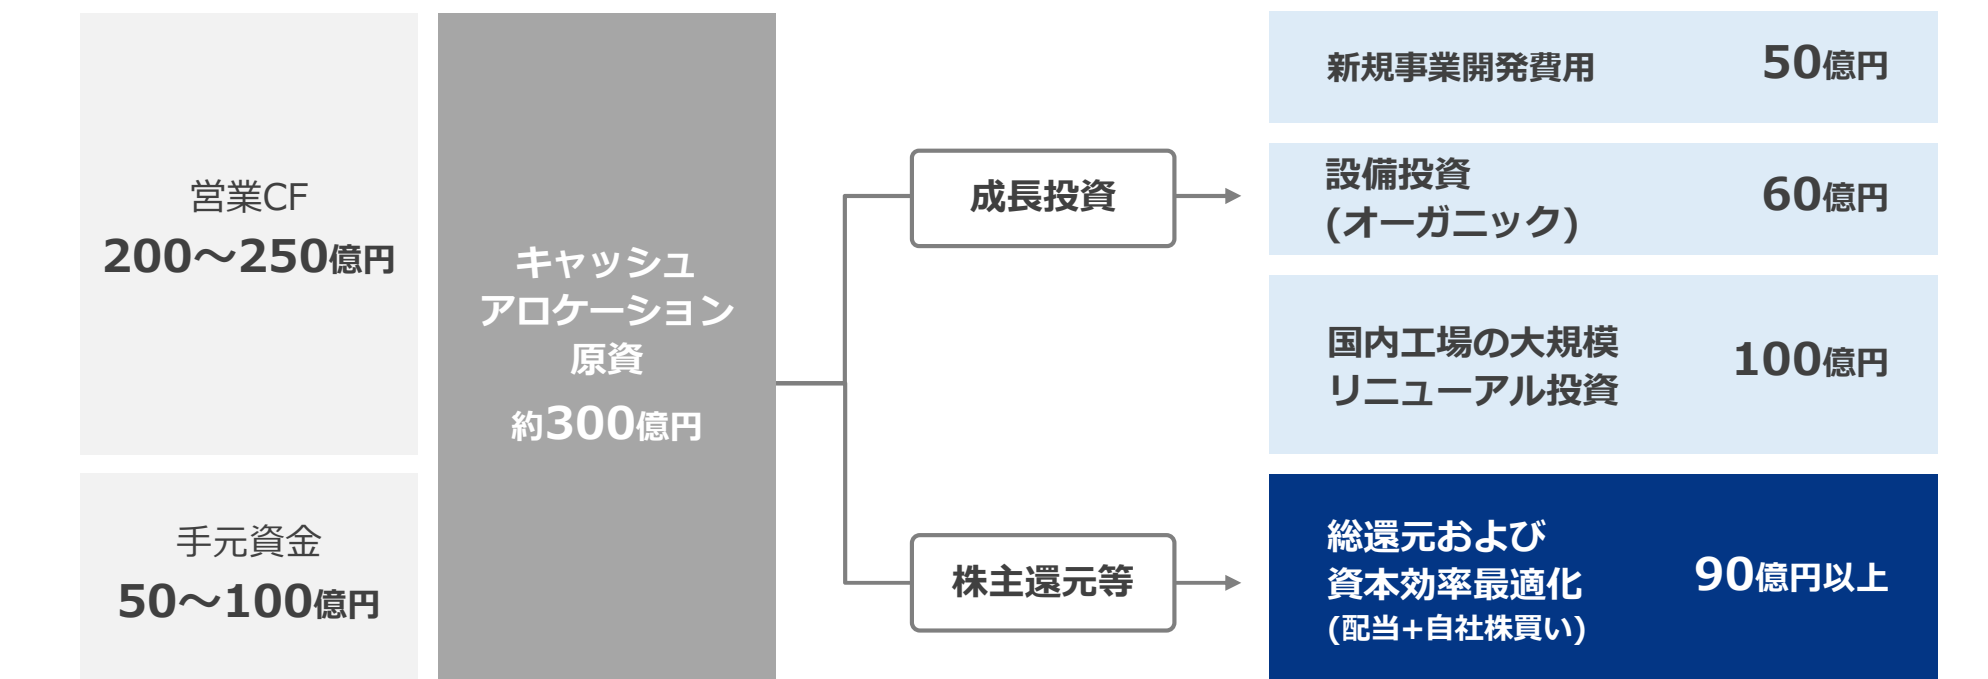 営業CF
200～250億円
手元資金
50～100億円
キャッシュ
アロケーション
原資
約300億円
成長投資
新規事業開発費用 50億円
設備投資
(オーガニック) 60億円
国内工場の大規模
リニューアル投資 100億円
株主還元等
総還元および
資本効率最適化
(配当+自社株買い)
90億円以上